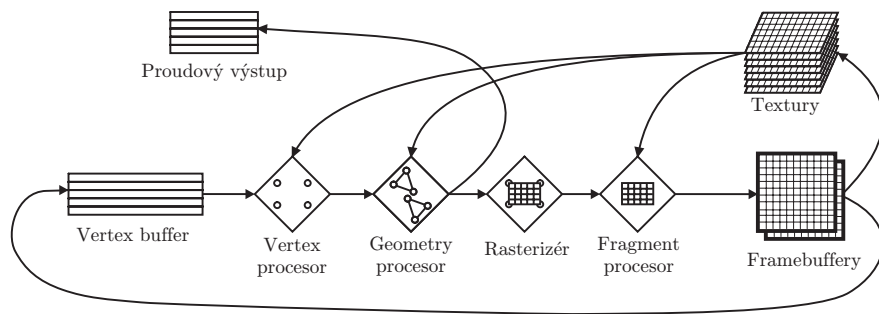 Proudový výstup
Textury
Vertex buffer
Vertex
procesor
Geometry
procesor
Rasterizér
Fragment
procesor
Framebuffery